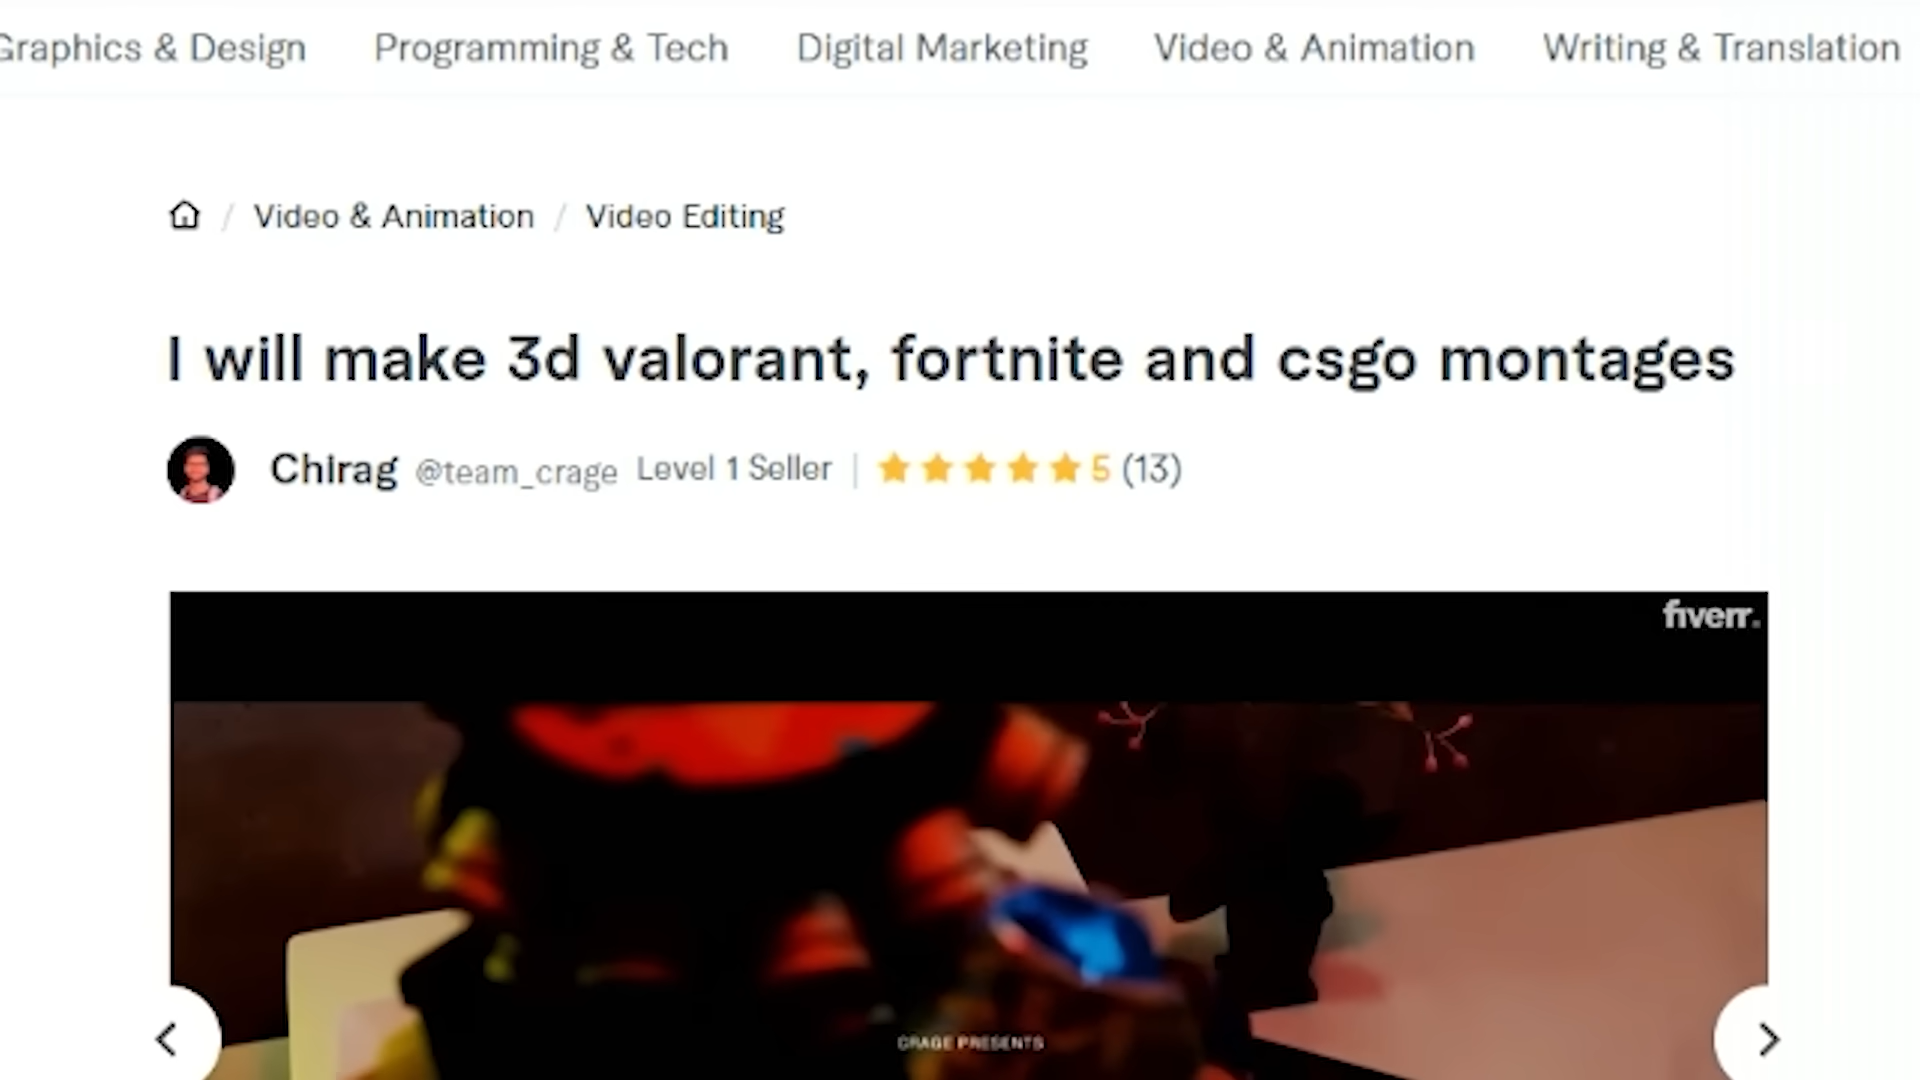 Graphics & Design Programming & Tech Digital Marketing Video & Animation Writing & Translation
/ Video & Animation / Video Editing
I will make 3d valorant, fortnite and csgo montages
Chirag @team_crage Level 1 Seller | 5 (13)
fiverr.
CRAGE PRESENTS